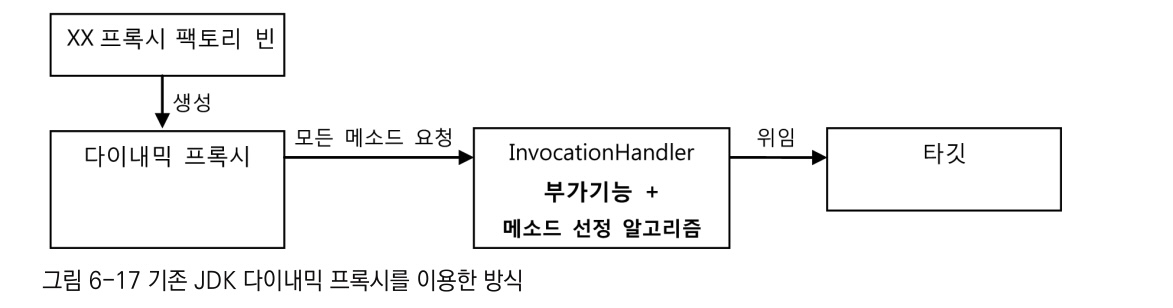 XX 프록시 팩토리 빈
생성
다이내믹 프록시
모든 메소드 요청
InvocationHandler
부가기능 +
메소드 선정 알고리즘
위임
타깃
그림 6-17 기존 JDK 다이내믹 프록시를 이용한 방식